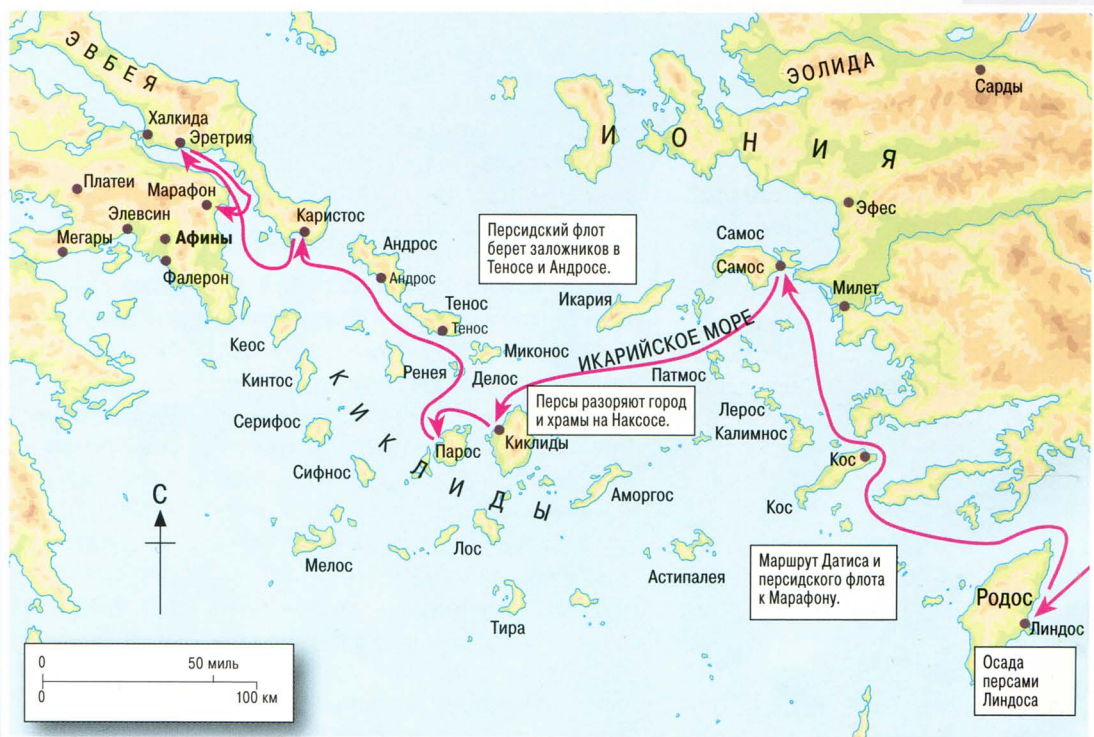 ЭВБЕЯ
Халкида
Эретрия
Платеи
Марафон
Элевсин
Мегары
Афины
Фалерон
Каристос
Андрос
Андрос
Тенос
Тенос
Кеос
Кинтос
Ренея
Делос
Миконос
Серифос
Сифнос
Парос
Киклиды
КИКЛИДЫ
Мелос
Лос
Тира
Аморгос
Астипалея
ЭОЛИДА
Сарды
ИОНИЯ
Эфес
Персидский флот
берет заложников в
Теносе и Андросе.
Самос
Самос
Милет
Икария
ИКАРИЙСКОЕ МОРЕ
Патмос
Персы разоряют город
и храмы на Наксосе.
Лерос
Калимнос
Кос
Кос
Маршрут Датиса и
персидского флота
к Марафону.
РОДОС
Линдос
Осада
персами
Линдоса
С
0 50 миль
0 100 км